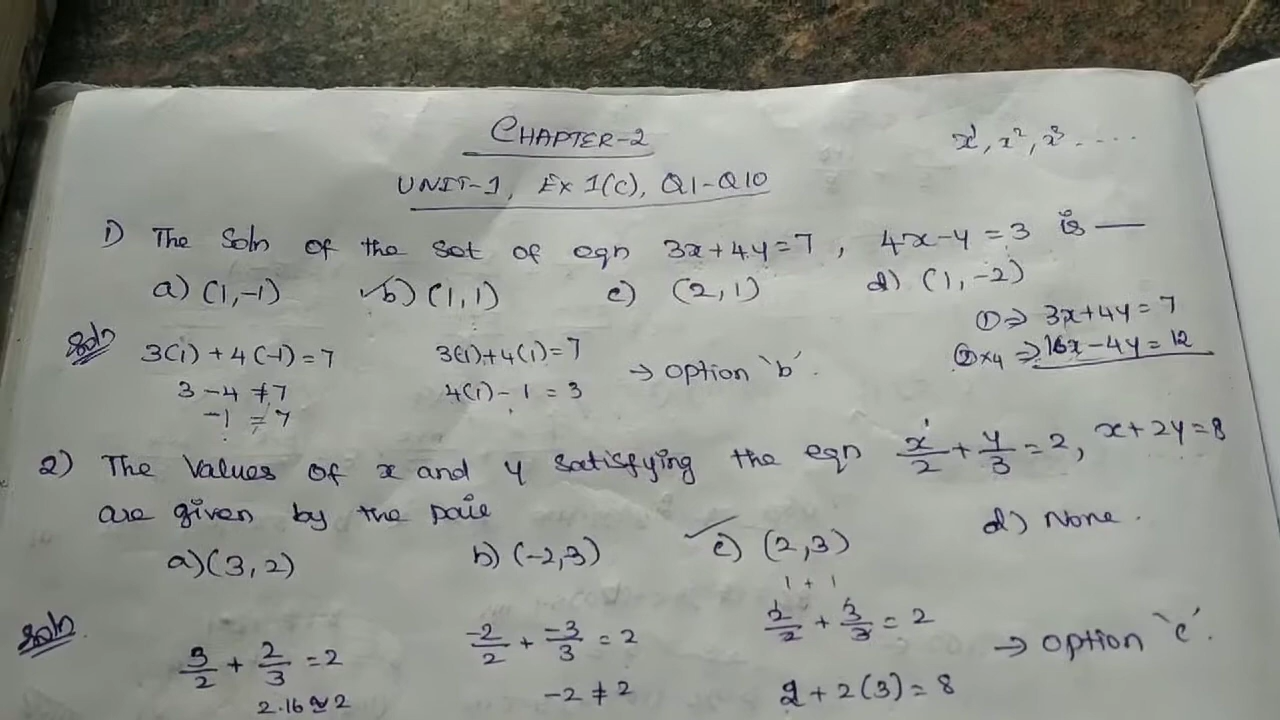 CHAPTER-2
x¹, x², x³ ....
UNIT-1, Ex 1(c), Q1-Q10
1) The Soln of the set of eqn 3x+4y=7, 4x-y=3 is —
a) (1,-1) ✓b) (1,1) c) (2,1) d) (1,-2)
Soln 3(1)+4(-1)=7 3(1)+4(1)=7 → option 'b'. ①⇒ 3x+4y=7
3-4≠7 4(1)-1=3 ②×4 ⇒ 16x-4y=12
-1≠7
2) The Values of x and y satisfying the eqn x/2 + y/3 = 2, x+2y=8
are given by the pair
a) (3,2) b) (-2,3) ✓c) (2,3) d) None.
1 + 1
Soln. 3/2 + 2/3 = 2 -2/2 + -3/3 = 2 2/2 + 3/3 = 2 → option 'c'.
2.16≃2 -2≠2 2+2(3)=8